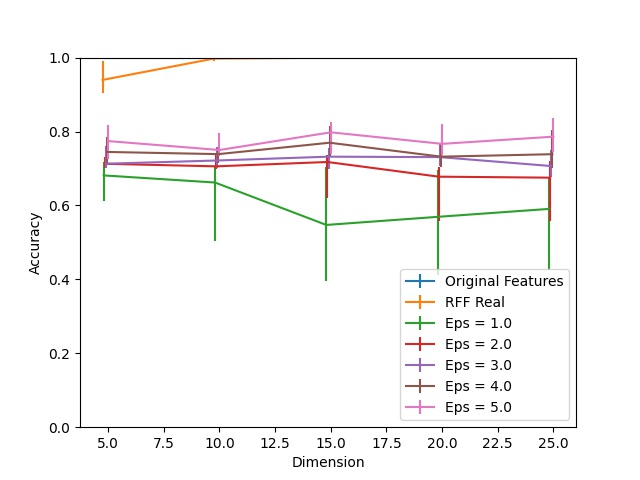 1.0
0.8
0.6
0.4
0.2
0.0
Accuracy
Original Features
RFF Real
Eps = 1.0
Eps = 2.0
Eps = 3.0
Eps = 4.0
Eps = 5.0
5.0 7.5 10.0 12.5 15.0 17.5 20.0 22.5 25.0
Dimension